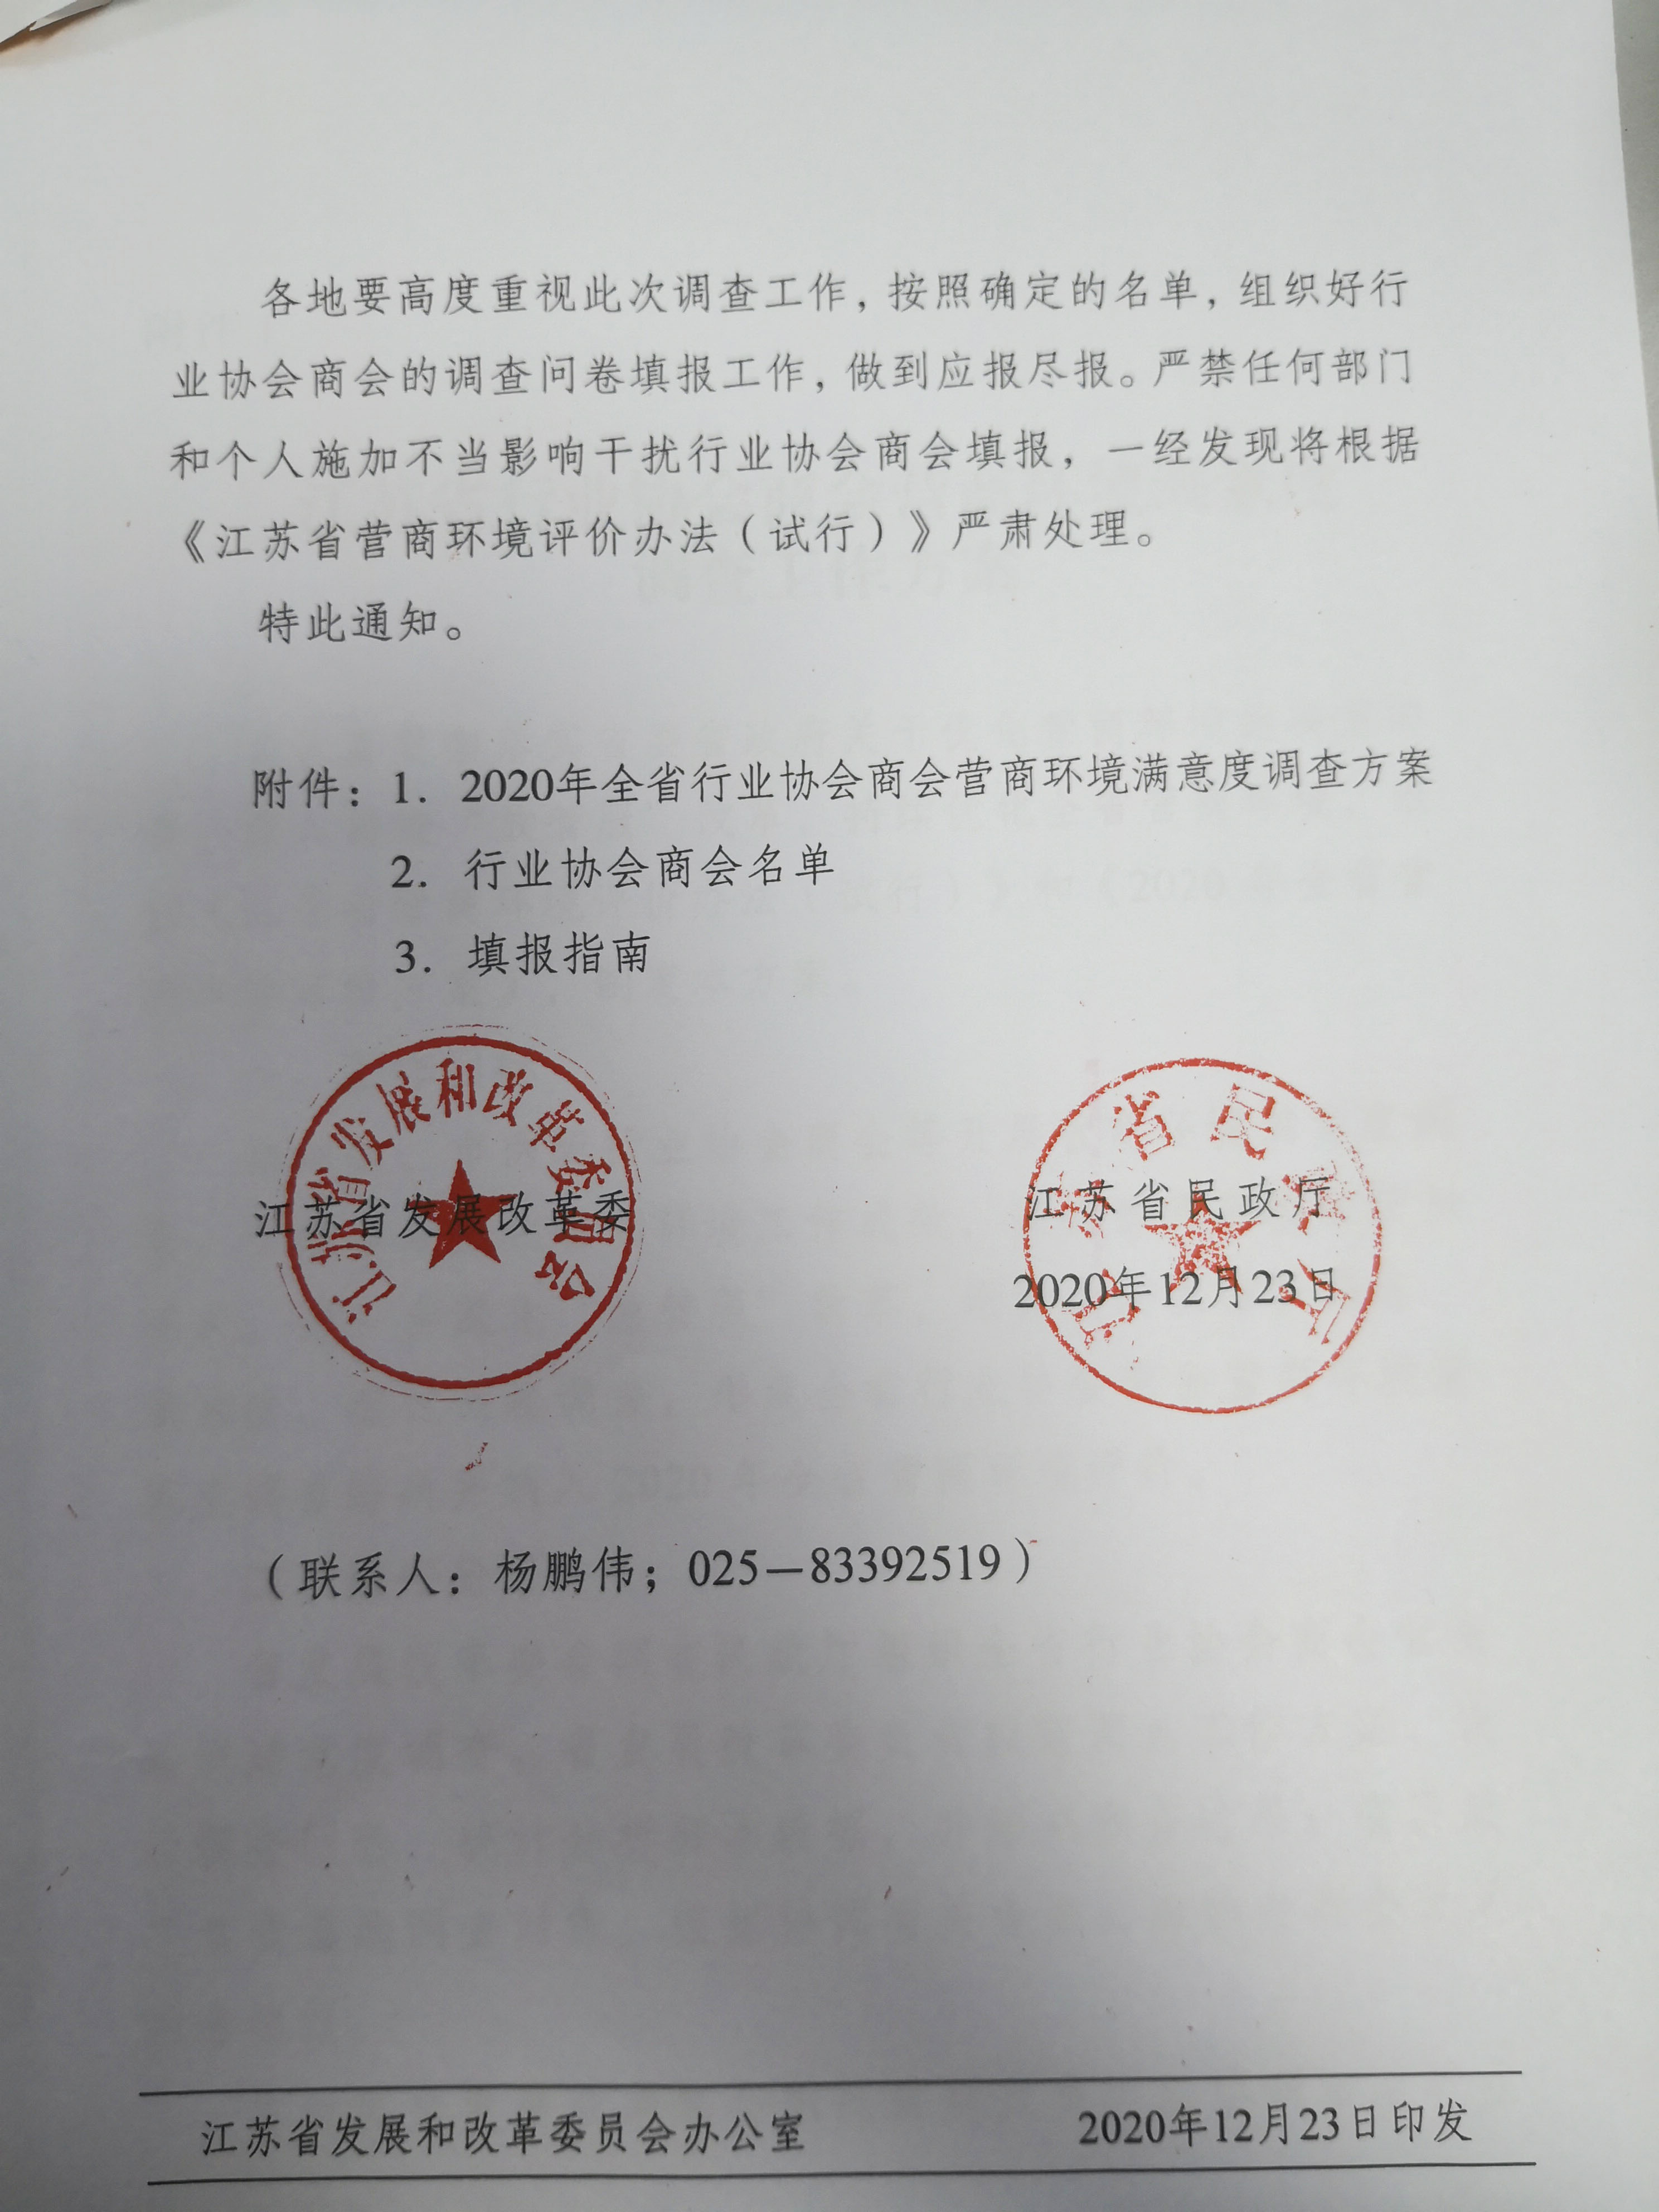 各地要高度重视此次调查工作，按照确定的名单，组织好行
业协会商会的调查问卷填报工作，做到应报尽报。严禁任何部门
和个人施加不当影响干扰行业协会商会填报，一经发现将根据
《江苏省营商环境评价办法（试行）》严肃处理。
特此通知。
附件：1. 2020年全省行业协会商会营商环境满意度调查方案
2. 行业协会商会名单
3. 填报指南
江苏省发展和改革委员会
江苏省发展改革委
江苏省民政厅
江苏省民政厅
2020年12月23日
（联系人：杨鹏伟；025—83392519）
江苏省发展和改革委员会办公室 2020年12月23日印发